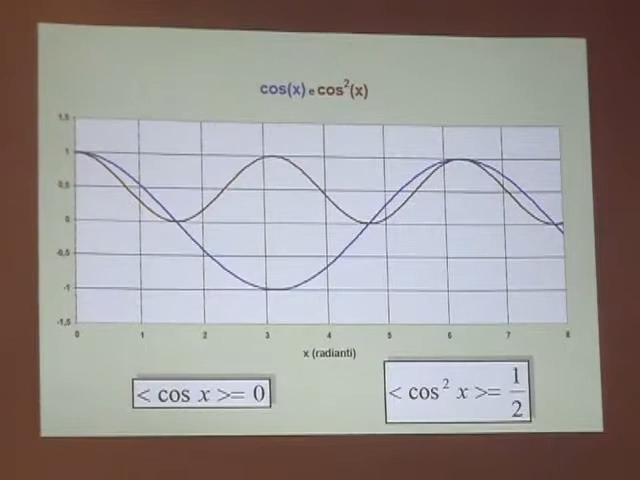 cos(x) e cos²(x)
1,5
1
0,5
0
-0,5
-1
-1,5
0 1 2 3 4 5 6 7 8
x (radianti)
< cos x >= 0
< cos² x >= 1/2